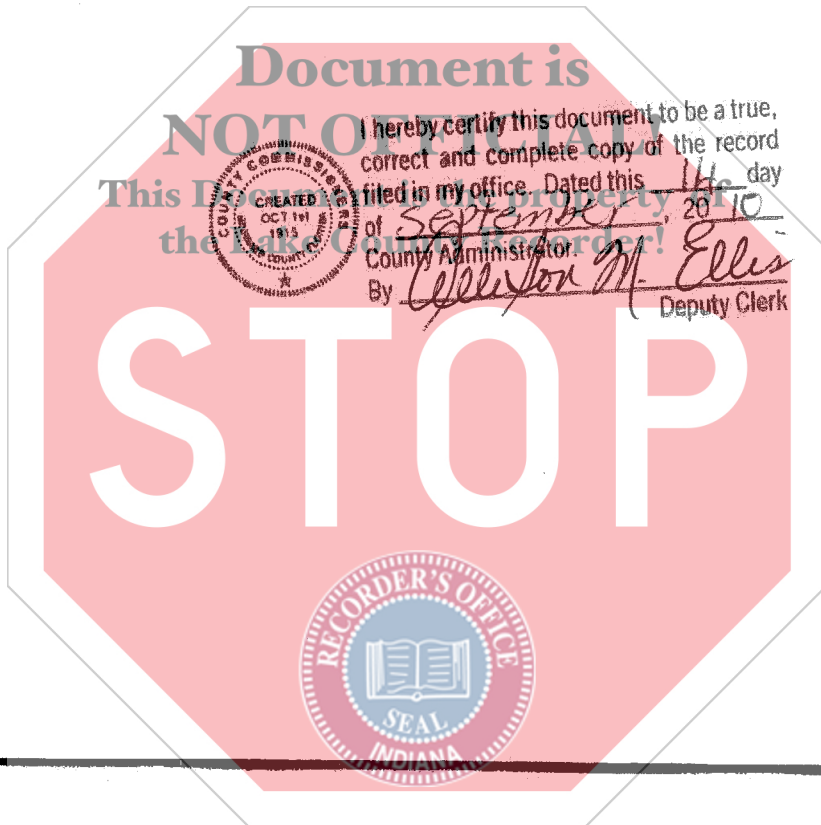 Document is
NOT OFFICIAL!
This Document is the property of
the Lake County Recorder!
I hereby certify this document to be a true,
correct and complete copy of the record
filed in my office. Dated this 14 day
of September, 2010
County Administrator.
By M. Ellis
Deputy Clerk
COUNTY COMMISSIONERS
CREATED
OCT 1st
COUNTY
STOP
RECORDER'S OFFICE
SEAL
INDIANA